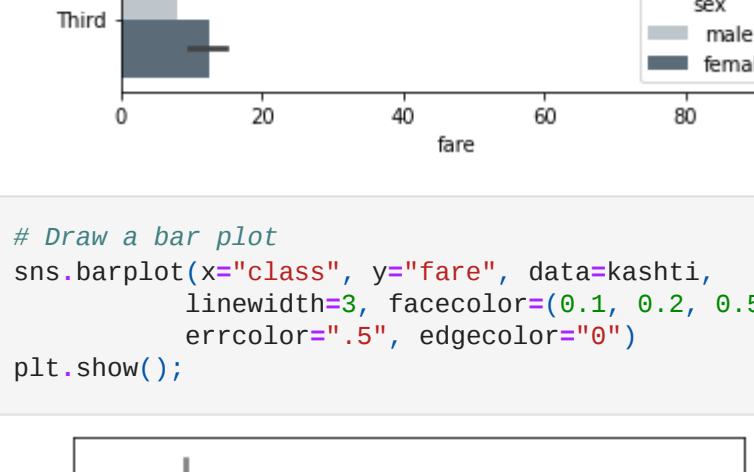 sex
Third
male
0 20 40 60 80
fare
# Draw a bar plot
sns.barplot(x="class", y="fare", data=kashti,
linewidth=3, facecolor=(0.1, 0.2, 0.5
errcolor=".5", edgecolor="0")
plt.show();